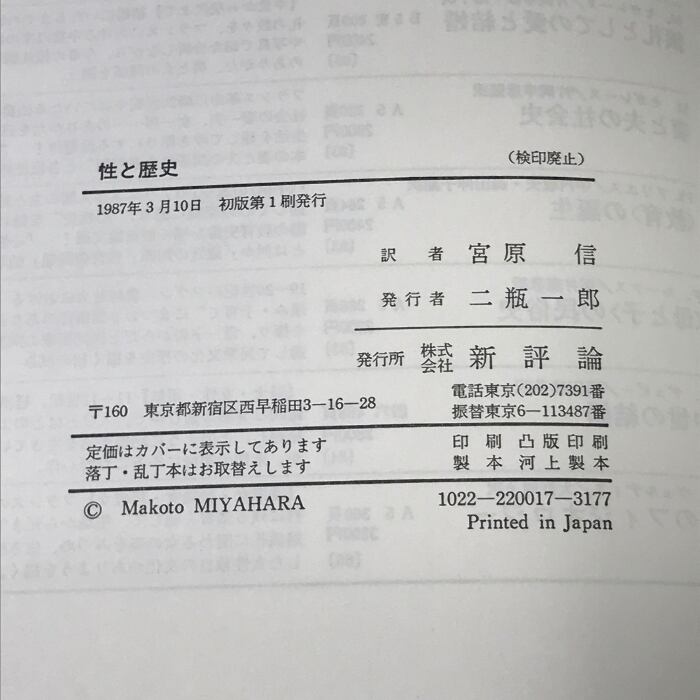 性と歴史
(検印廃止)
1987年3月10日 初版第1刷発行
訳者 宮原信
発行者 二瓶一郎
発行所 株式会社 新評論
〒160 東京都新宿区西早稲田3―16―28
電話東京(202)7391番
振替東京6―113487番
定価はカバーに表示してあります
落丁・乱丁本はお取替えします
印刷 凸版印刷
製本 河上製本
© Makoto MIYAHARA
1022―220017―3177
Printed in Japan